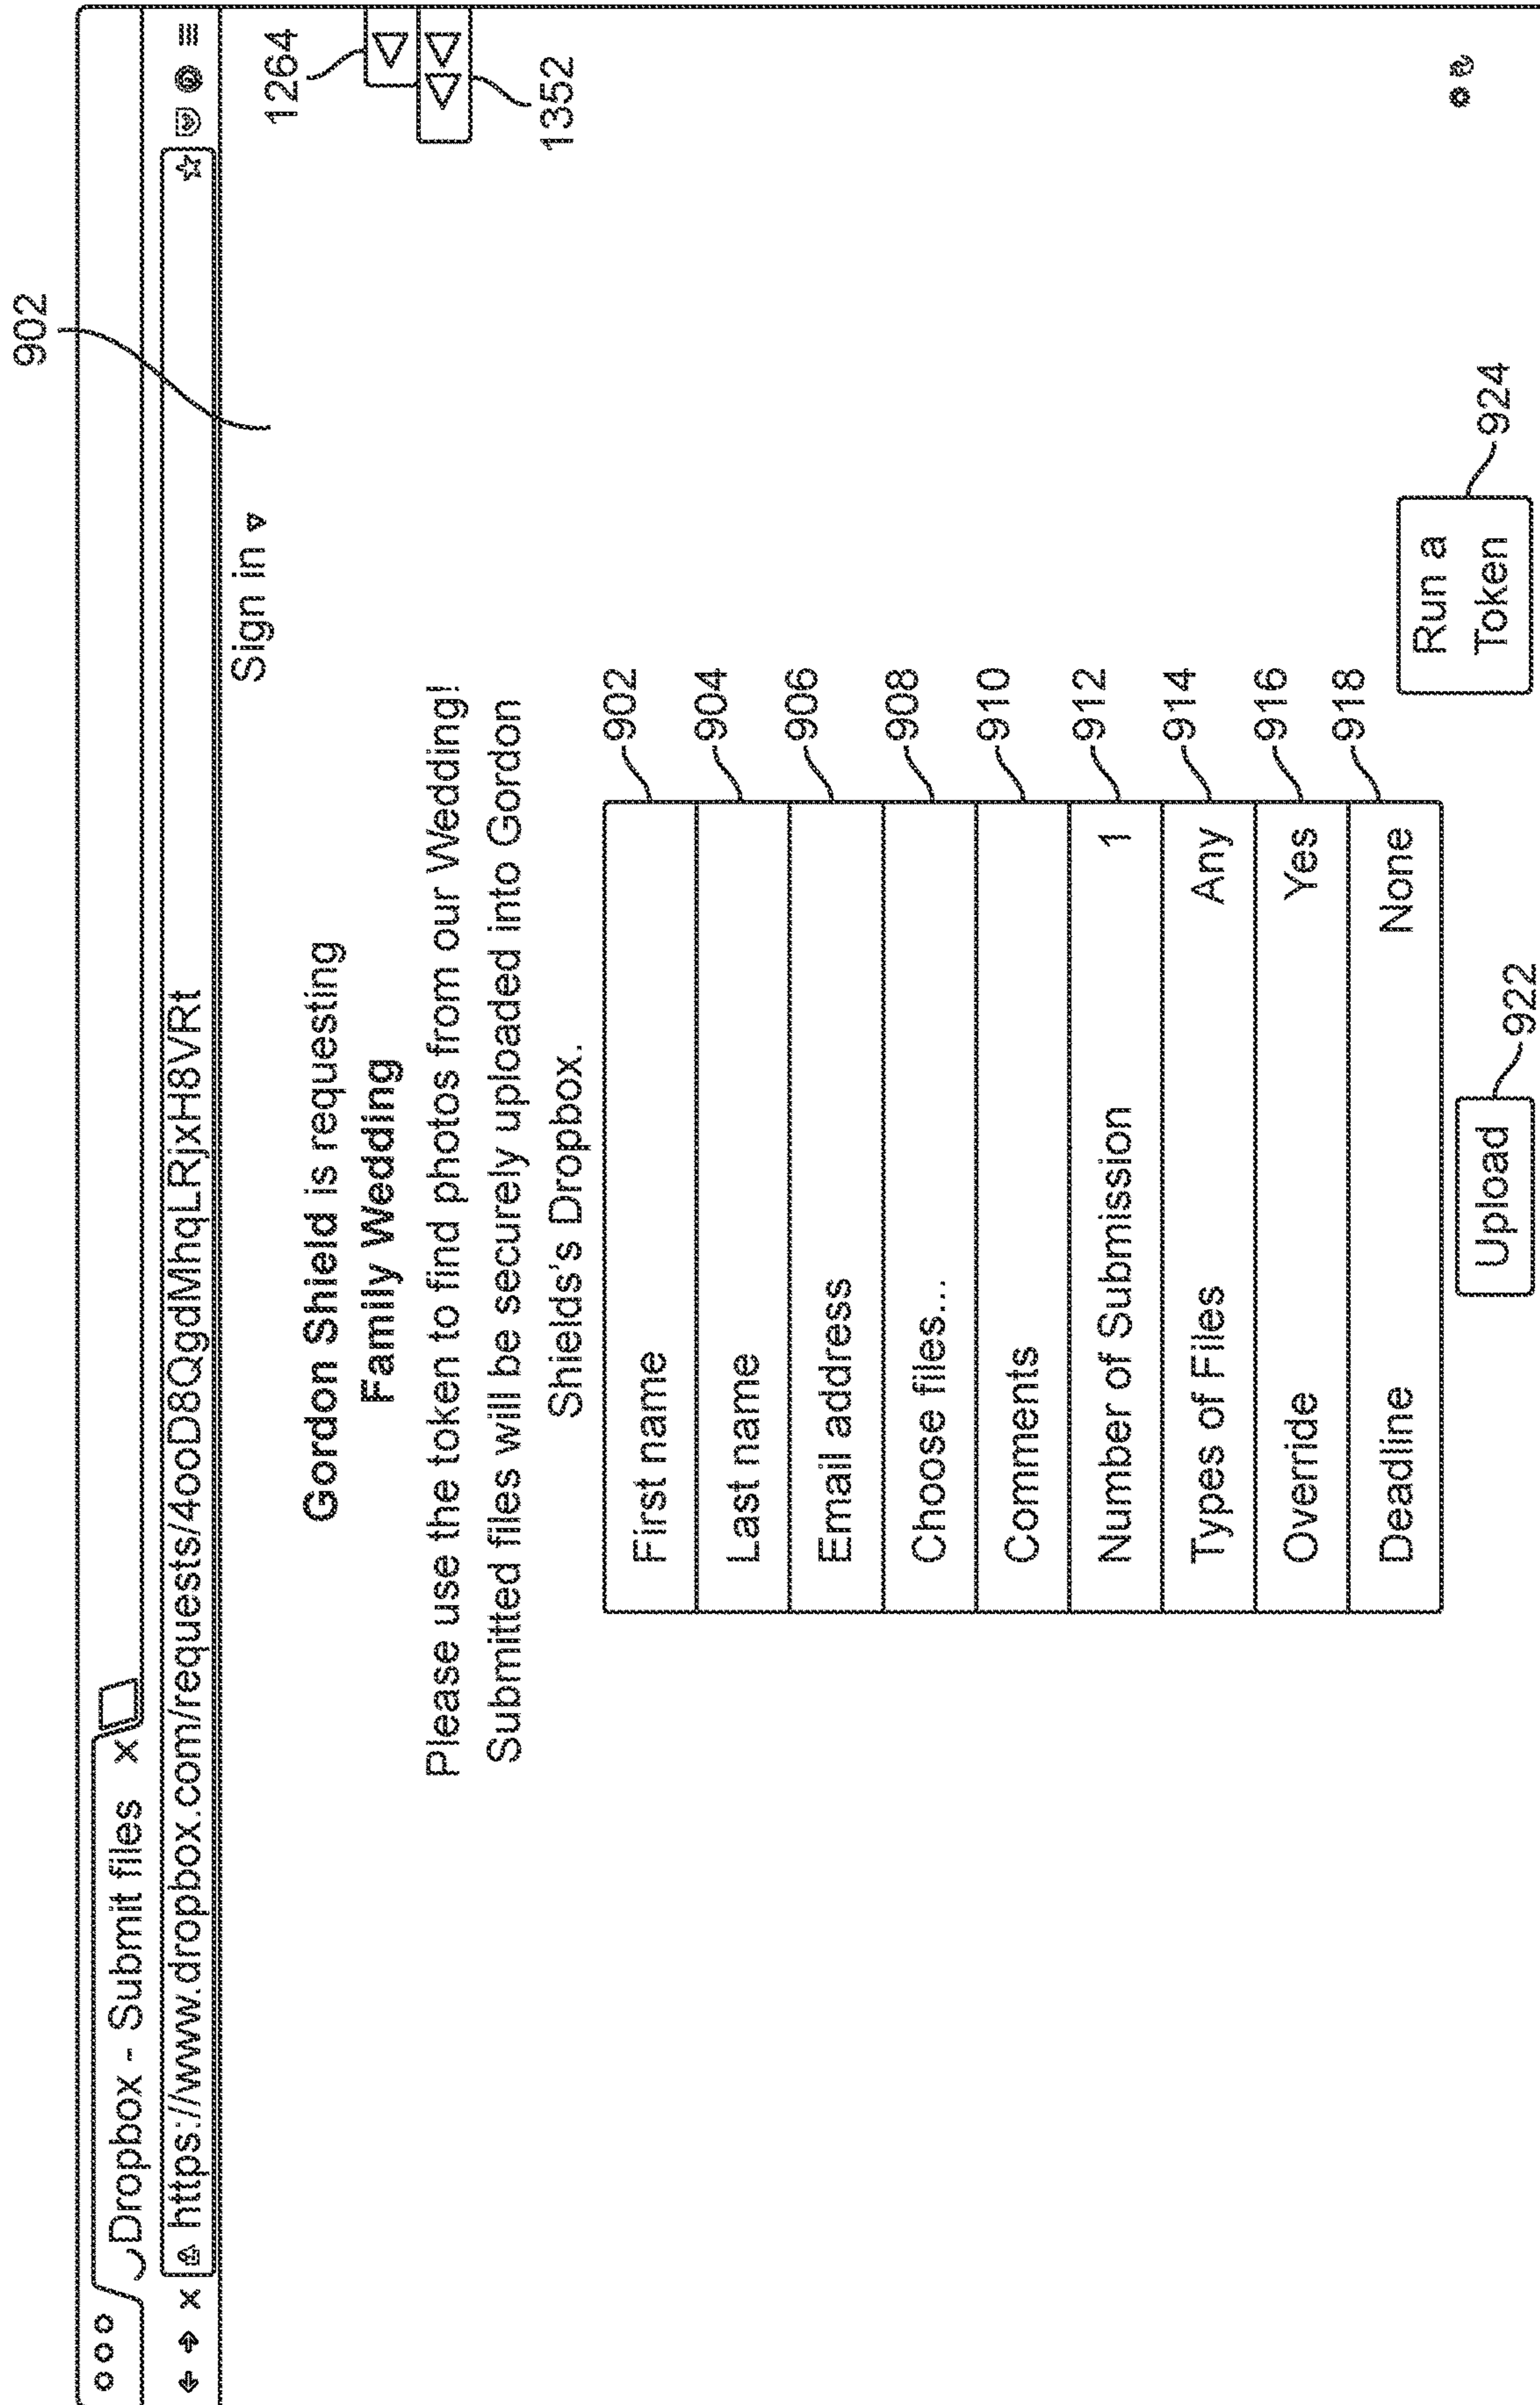 902
Dropbox - Submit files x
https://www.dropbox.com/requests/4ooD8QgdMhqLRjxH8VRt
Sign in
1264
1352
Gordon Shield is requesting
Family Wedding
Please use the token to find photos from our Wedding!
Submitted files will be securely uploaded into Gordon
Shields's Dropbox.
First name 902
Last name 904
Email address 906
Choose files... 908
Comments 910
Number of Submission 1 912
Types of Files Any 914
Override Yes 916
Deadline None 918
Upload 922
Run a
Token 924